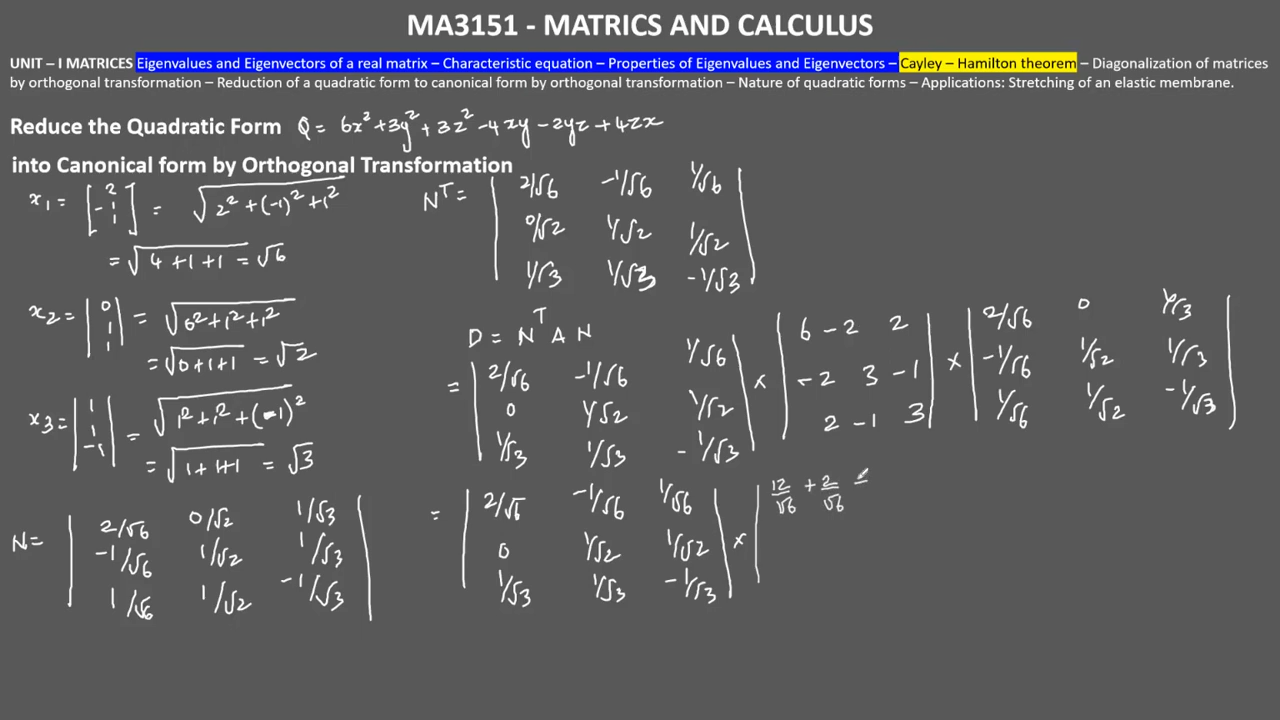 MA3151 - MATRICS AND CALCULUS
UNIT – I MATRICES Eigenvalues and Eigenvectors of a real matrix – Characteristic equation – Properties of Eigenvalues and Eigenvectors – Cayley – Hamilton theorem – Diagonalization of matrices
by orthogonal transformation – Reduction of a quadratic form to canonical form by orthogonal transformation – Nature of quadratic forms – Applications: Stretching of an elastic membrane.
Reduce the Quadratic Form Q = 6x² + 3y² + 3z² - 4xy - 2yz + 4zx
into Canonical form by Orthogonal Transformation
x₁ = [2 -1 1] = √2² + (-1)² + 1²
= √4 + 1 + 1 = √6
x₂ = |0 1 1| = √0² + 1² + 1²
= √0 + 1 + 1 = √2
x₃ = |1 1 -1| = √1² + 1² + (-1)²
= √1 + 1 + 1 = √3
N = | 2/√6 0/√2 1/√3
-1/√6 1/√2 1/√3
1/√6 1/√2 -1/√3 |
Nᵀ = | 2/√6 -1/√6 1/√6
0/√2 1/√2 1/√2
1/√3 1/√3 -1/√3 |
D = Nᵀ A N
= | 2/√6 -1/√6 1/√6 | × | 6 -2 2 | × | 2/√6 0 1/√3 |
| 0 1/√2 1/√2 | | -2 3 -1 | | -1/√6 1/√2 1/√3 |
| 1/√3 1/√3 -1/√3 | | 2 -1 3 | | 1/√6 1/√2 -1/√3 |
= | 2/√6 -1/√6 1/√6 | × | 12/√6 + 2/√6
| 0 1/√2 1/√2 |
| 1/√3 1/√3 -1/√3 |